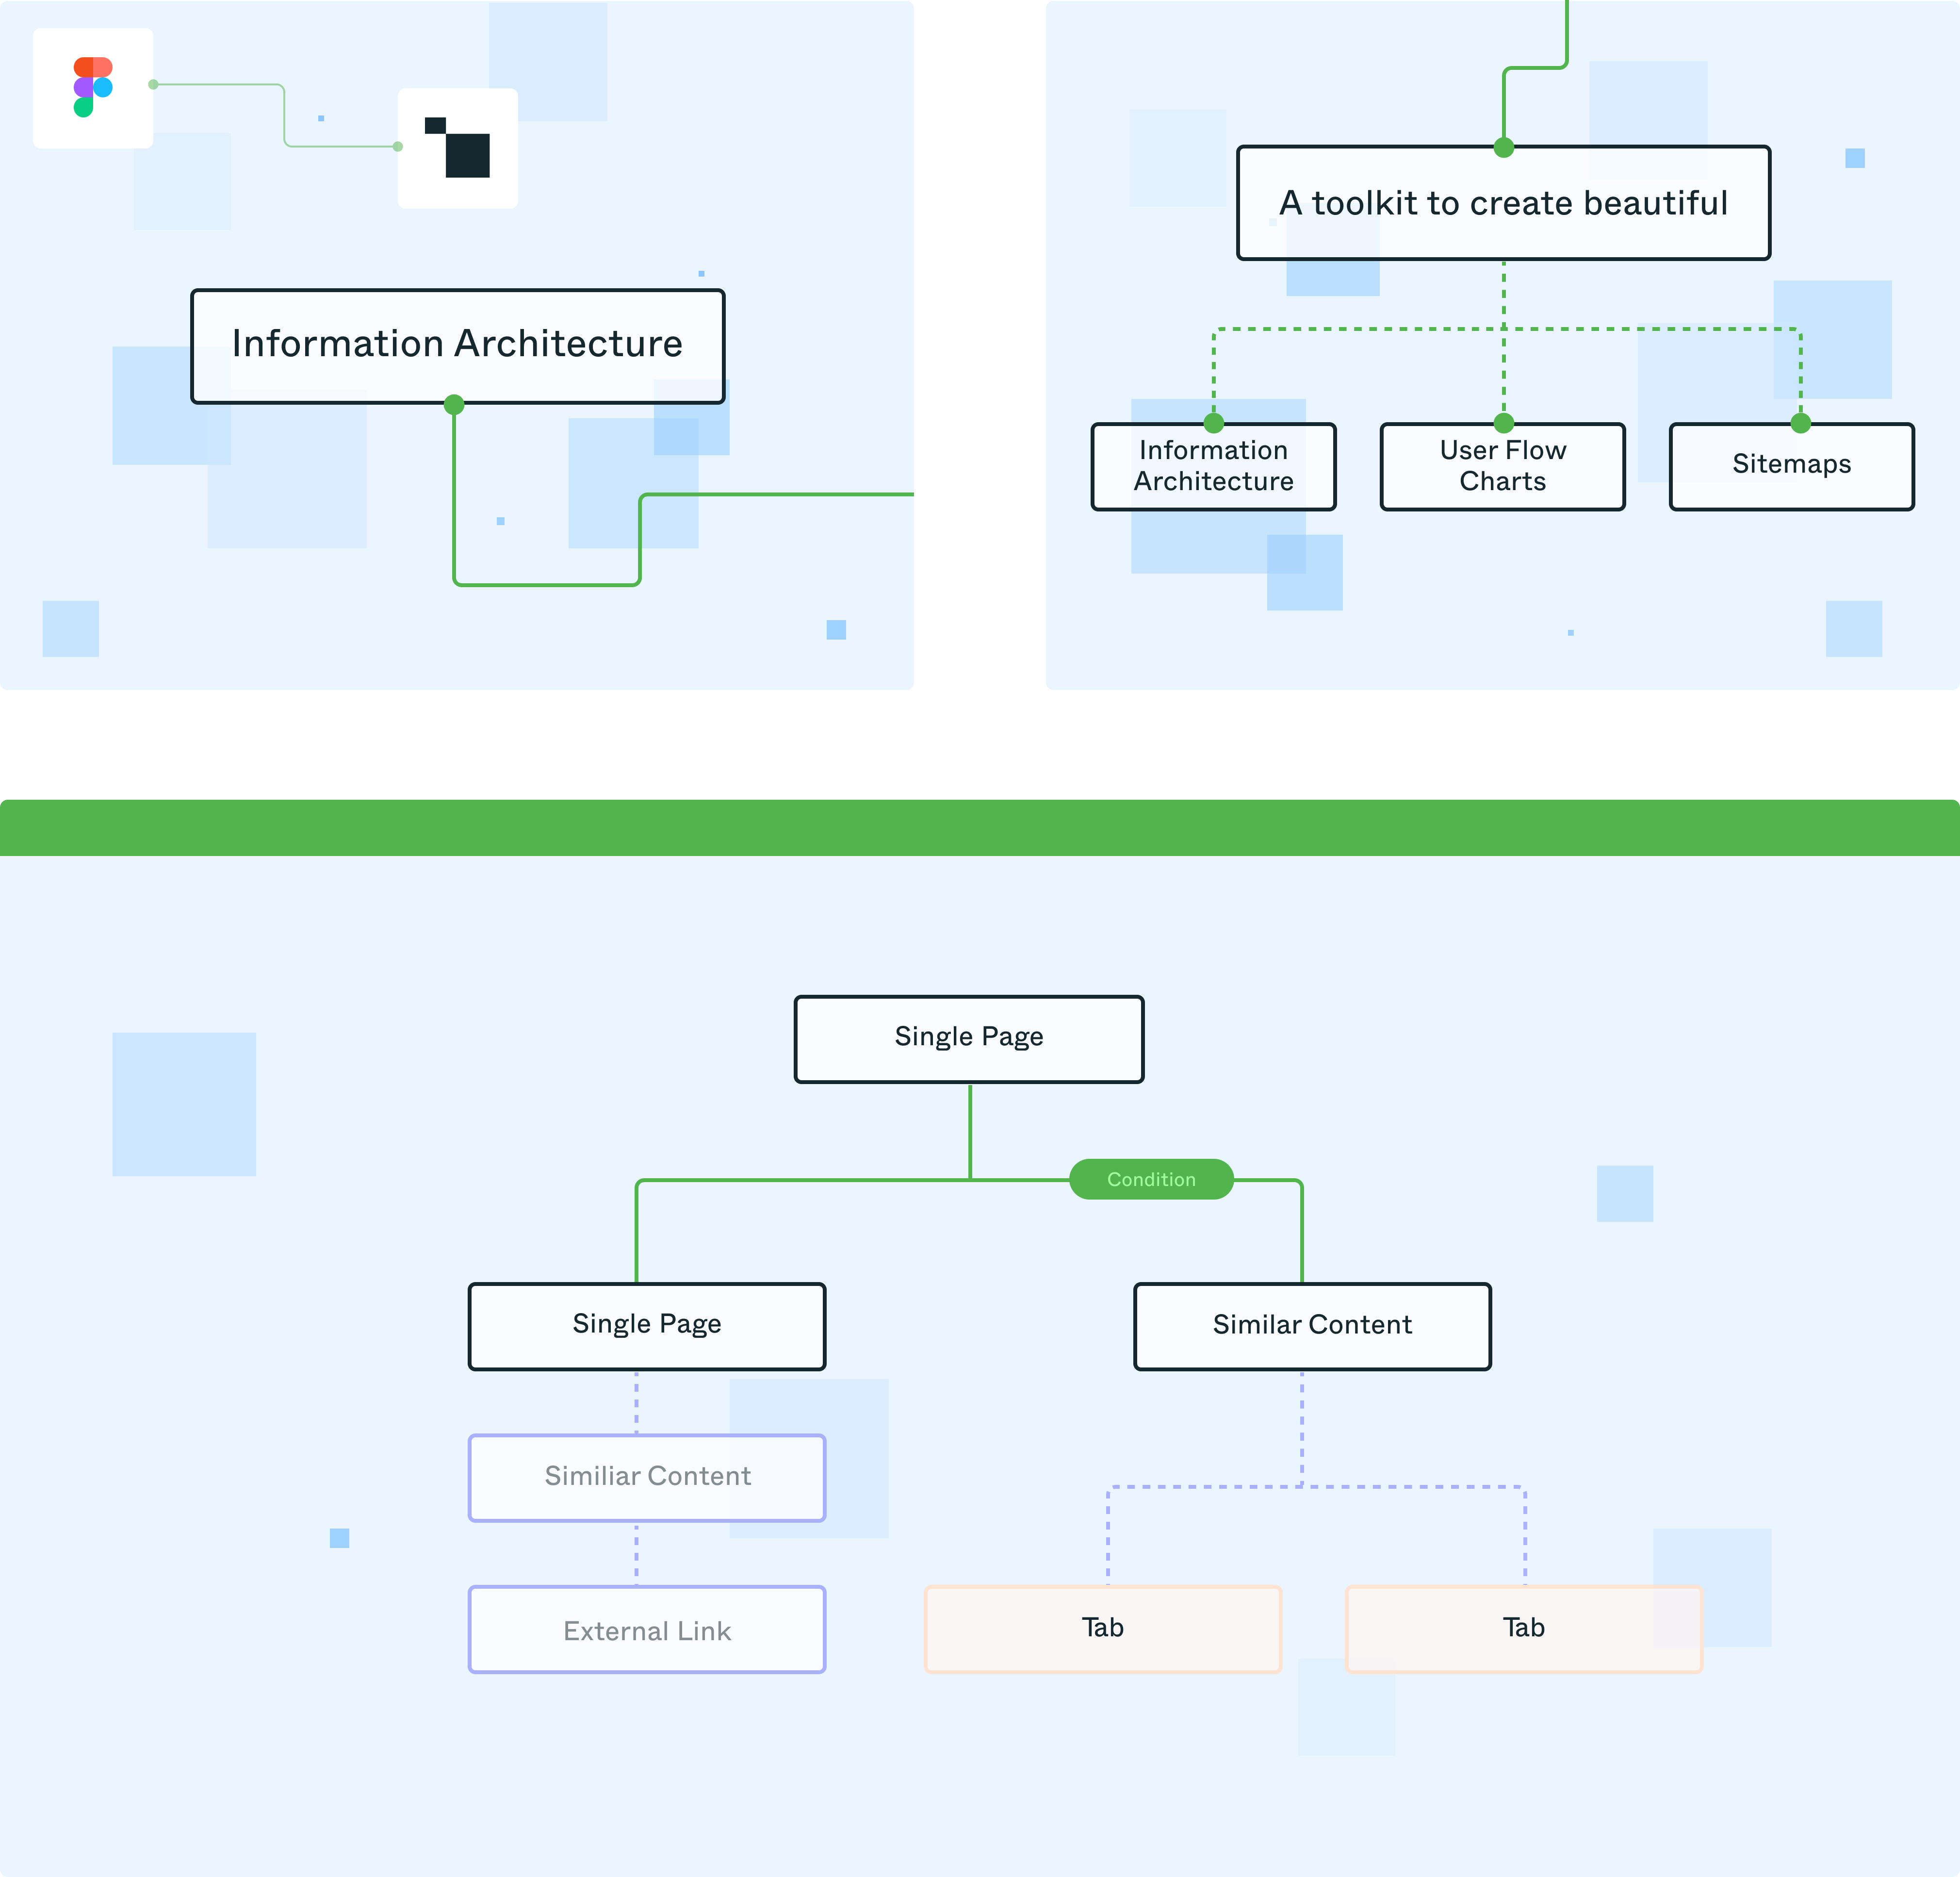 Information Architecture
A toolkit to create beautiful
Information
Architecture
User Flow
Charts
Sitemaps
Single Page
Condition
Single Page
Similar Content
Similiar Content
External Link
Tab
Tab